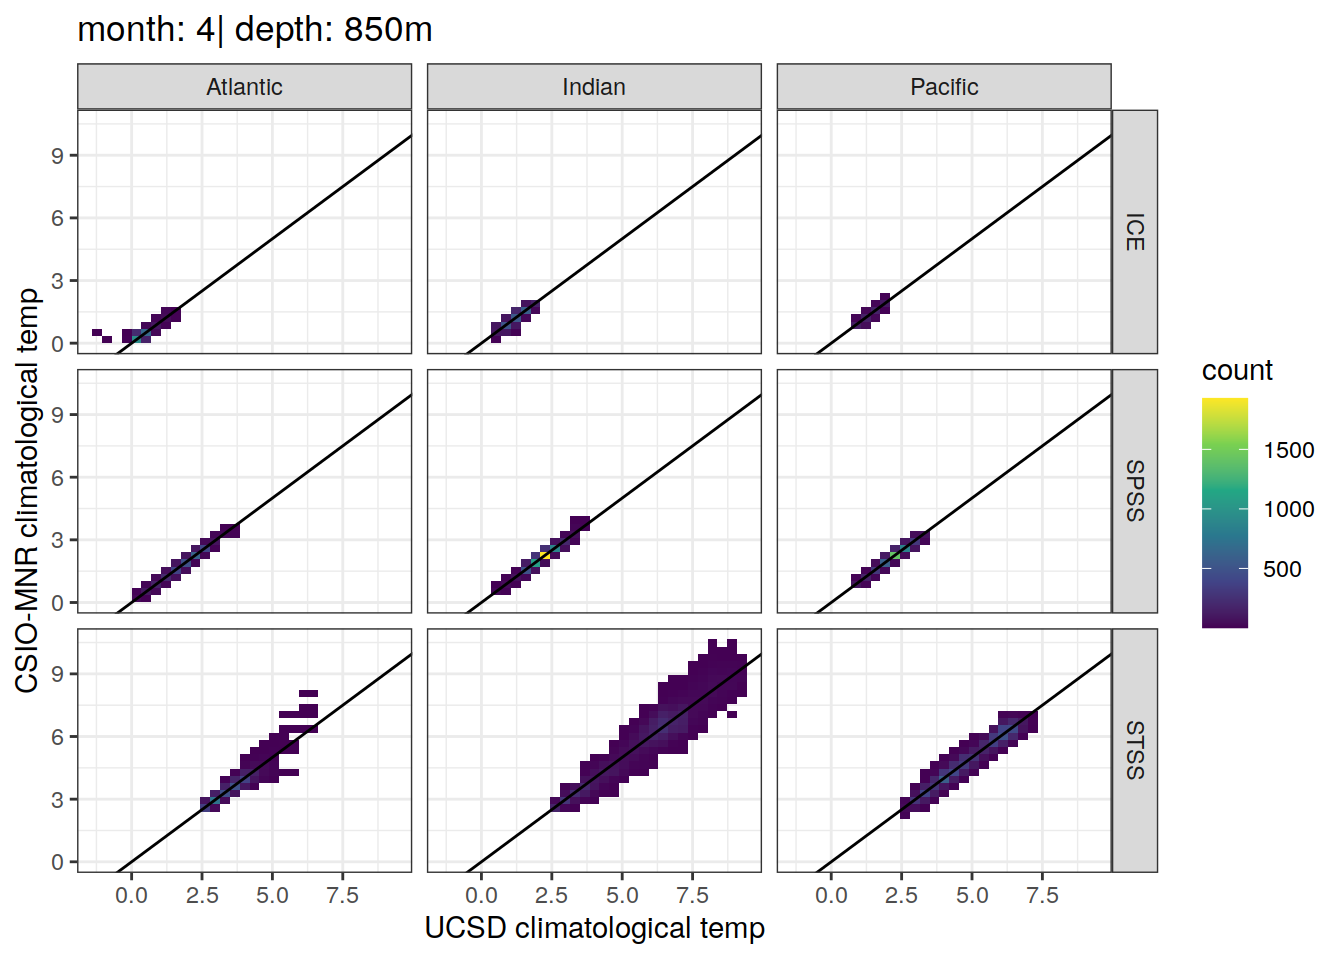 month: 4| depth: 850m
Atlantic
Indian
Pacific
ICE
SPSS
STSS
9
6
3
0
9
6
3
0
9
6
3
0
0.0
2.5
5.0
7.5
0.0
2.5
5.0
7.5
0.0
2.5
5.0
7.5
UCSD climatological temp
CSIO-MNR climatological temp
count
1500
1000
500